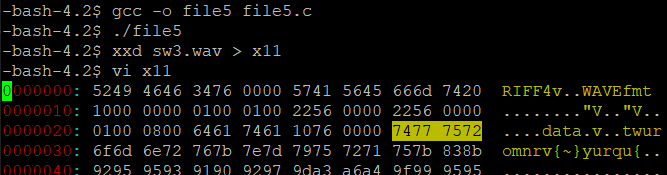 -bash-4.2$ gcc -o file5 file5.c
-bash-4.2$ ./file5
-bash-4.2$ xxd sw3.wav > x11
-bash-4.2$ vi x11
0000000: 5249 4646 3476 0000 5741 5645 666d 7420 RIFF4v..WAVEfmt
0000010: 1000 0000 0100 0100 2256 0000 2256 0000 ........"V.."V..
0000020: 0100 0800 6461 7461 1076 0000 7477 7572 ....data.v..twur
0000030: 6f6d 6e72 767b 7e7d 7975 7271 757b 838b omnrv{~}yurqu{..
0000040: 9295 9593 9190 9297 9da3 a6a4 9f99 9595 ................